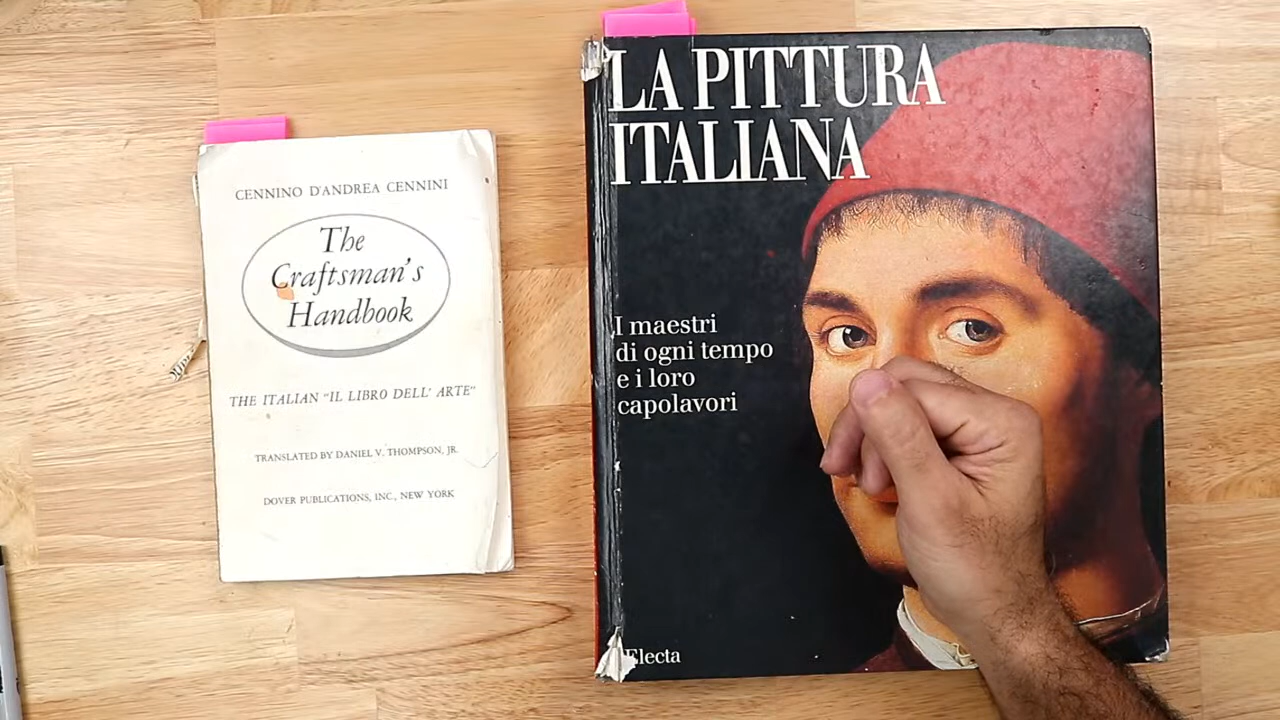 CENNINO D'ANDREA CENNINI
The
Craftsman's
Handbook
THE ITALIAN "IL LIBRO DELL' ARTE"
TRANSLATED BY DANIEL V. THOMPSON, JR.
DOVER PUBLICATIONS, INC., NEW YORK
LA PITTURA
ITALIANA
I maestri
di ogni tempo
e i loro
capolavori
Electa